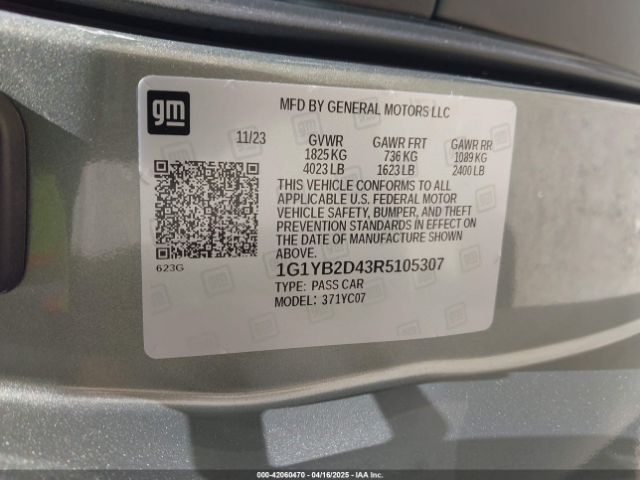 gm
MFD BY GENERAL MOTORS LLC
11/23 GVWR GAWR FRT GAWR RR
1825 KG 736 KG 1089 KG
4023 LB 1623 LB 2400 LB
THIS VEHICLE CONFORMS TO ALL
APPLICABLE U.S. FEDERAL MOTOR
VEHICLE SAFETY, BUMPER, AND THEFT
PREVENTION STANDARDS IN EFFECT ON
THE DATE OF MANUFACTURE SHOWN
ABOVE.
623G
1G1YB2D43R5105307
TYPE: PASS CAR
MODEL: 371YC07
000-42060470 - 04/16/2025 - IAAI.COM